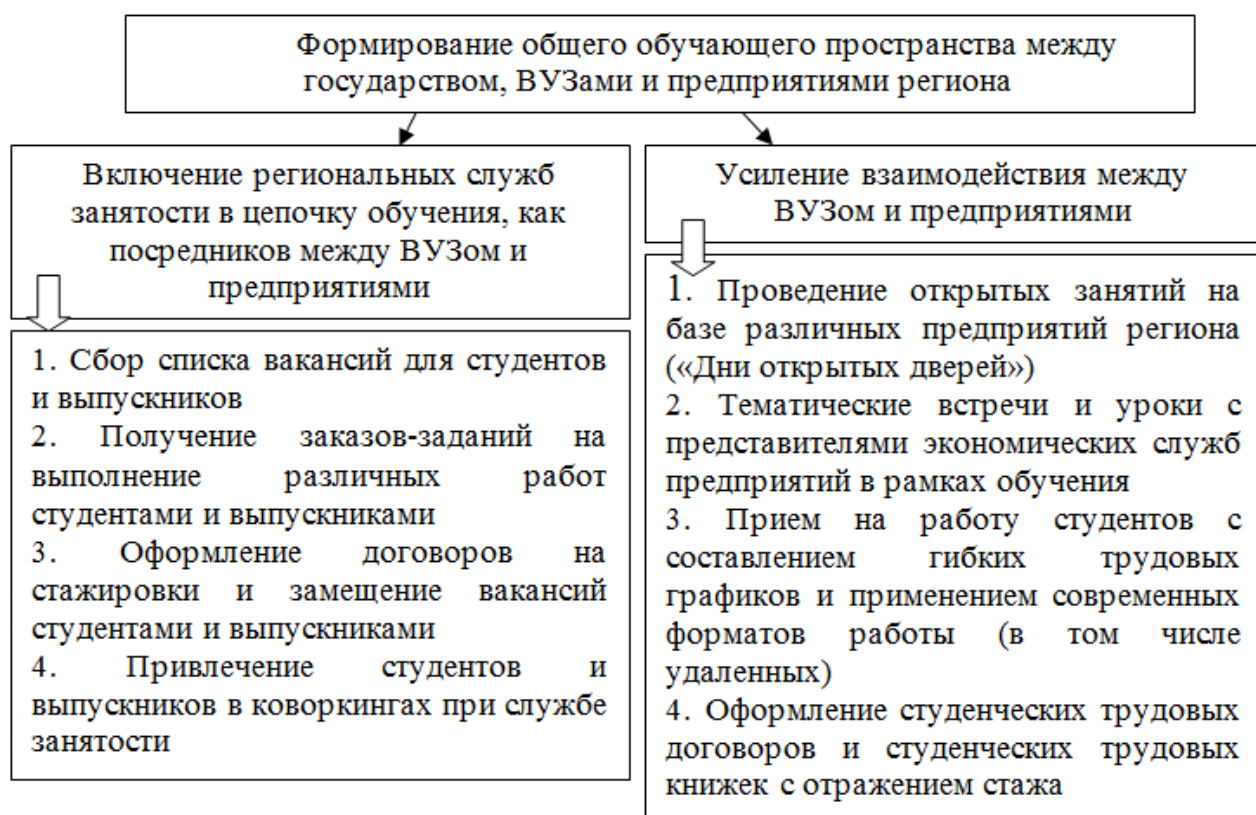 Формирование общего обучающего пространства между
государством, ВУЗами и предприятиями региона
Включение региональных служб
занятости в цепочку обучения, как
посредников между ВУЗом и
предприятиями
1. Сбор списка вакансий для студентов
и выпускников
2. Получение заказов-заданий на
выполнение различных работ
студентами и выпускниками
3. Оформление договоров на
стажировки и замещение вакансий
студентами и выпускниками
4. Привлечение студентов и
выпускников в коворкингах при службе
занятости
Усиление взаимодействия между
ВУЗом и предприятиями
1. Проведение открытых занятий на
базе различных предприятий региона
(«Дни открытых дверей»)
2. Тематические встречи и уроки с
представителями экономических служб
предприятий в рамках обучения
3. Прием на работу студентов с
составлением гибких трудовых
графиков и применением современных
форматов работы (в том числе
удаленных)
4. Оформление студенческих трудовых
договоров и студенческих трудовых
книжек с отражением стажа